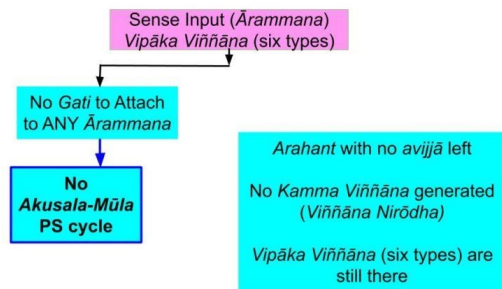 Sense Input (Ārammana)
Vipāka Viññāna (six types)
No Gati to Attach
to ANY Ārammana
No
Akusala-Mūla
PS cycle
Arahant with no avijjā left
No Kamma Viññāna generated
(Viññāna Nirōdha)
Vipāka Viññāna (six types) are
still there